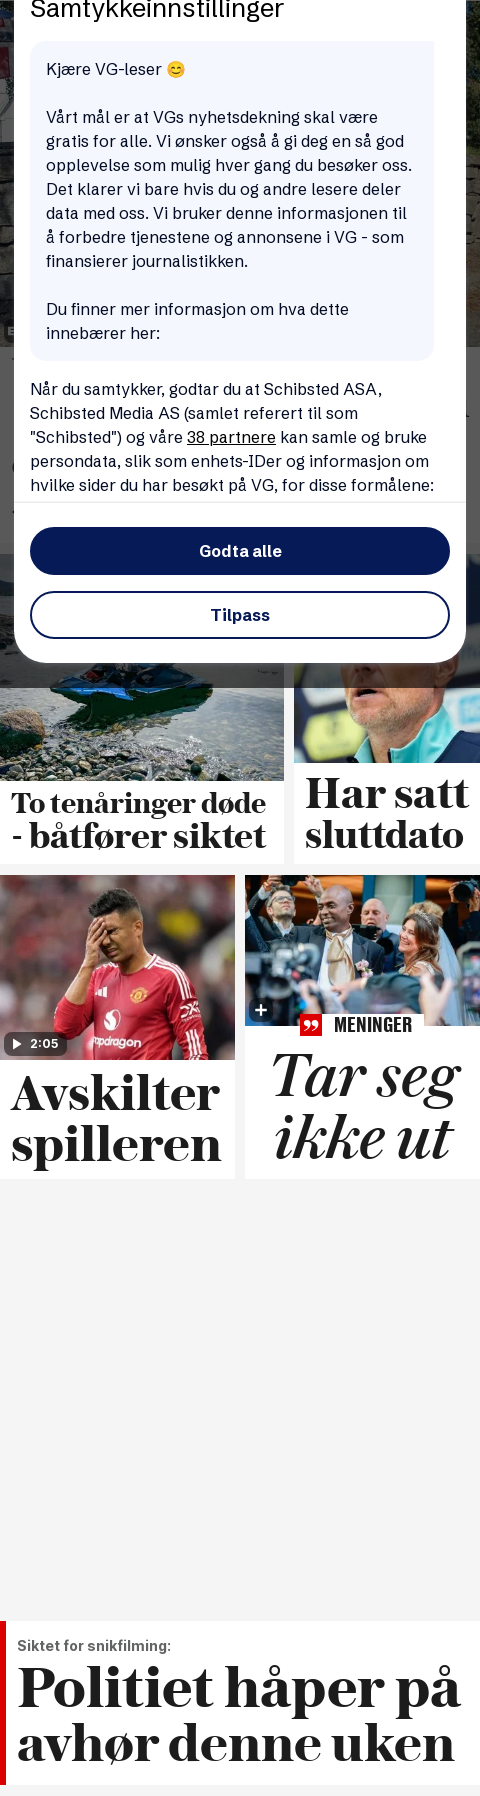 Samtykkeinnstillinger
Kjære VG-leser 😊
Vårt mål er at VGs nyhetsdekning skal være
gratis for alle. Vi ønsker også å gi deg en så god
opplevelse som mulig hver gang du besøker oss.
Det klarer vi bare hvis du og andre lesere deler
data med oss. Vi bruker denne informasjonen til
å forbedre tjenestene og annonsene i VG - som
finansierer journalistikken.
Du finner mer informasjon om hva dette
innebærer her:
Når du samtykker, godtar du at Schibsted ASA,
Schibsted Media AS (samlet referert til som
"Schibsted") og våre 38 partnere kan samle og bruke
persondata, slik som enhets-IDer og informasjon om
hvilke sider du har besøkt på VG, for disse formålene:
Godta alle
Tilpass
To tenåringer døde
- båtfører siktet
Har satt
sluttdato
2:05
Avskilter
spilleren
MENINGER
Tar seg
ikke ut
Siktet for snikfilming:
Politiet håper på
avhør denne uken